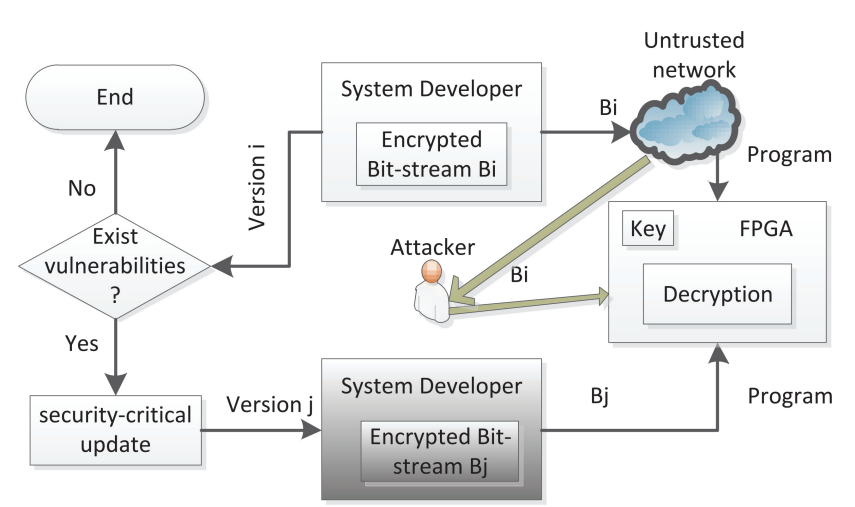 Untrusted
network
System Developer
Encrypted
Bit-stream Bi
Bi
Program
End
No
Version i
Exist
vulnerabilities
?
Yes
Attacker
Bi
Key
FPGA
Decryption
security-critical
update
Version j
System Developer
Encrypted Bit-
stream Bj
Bj
Program